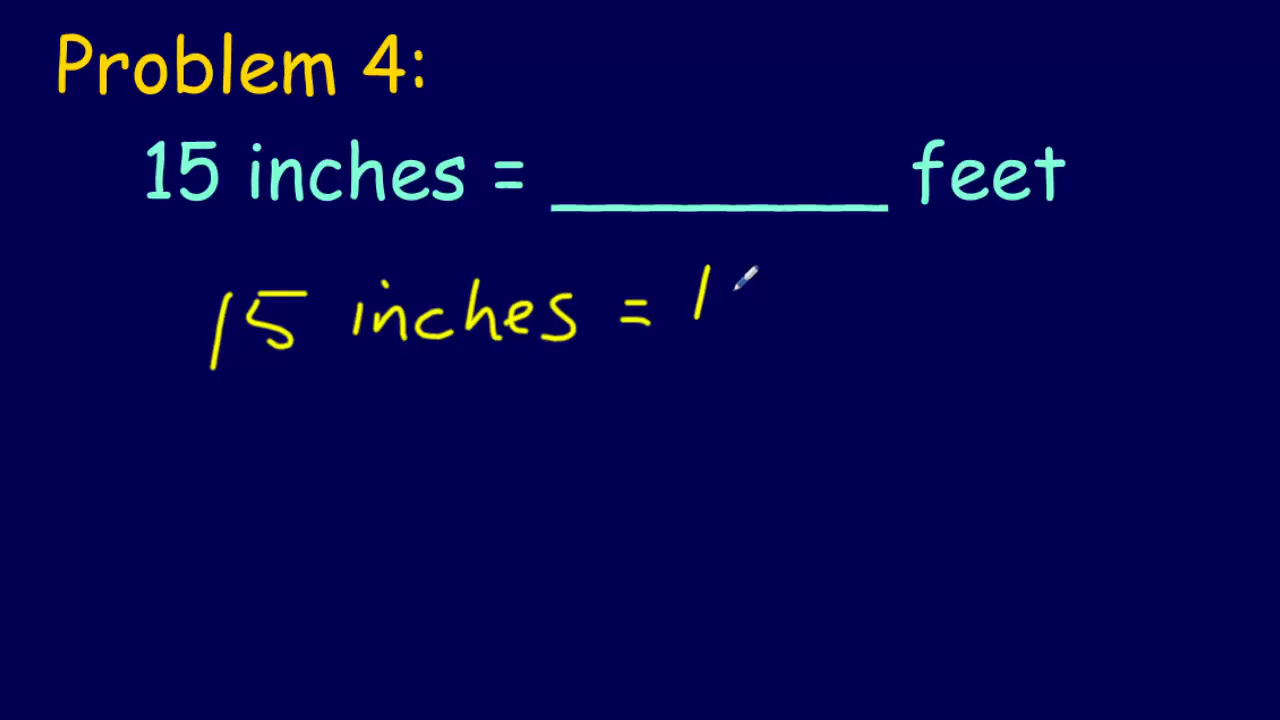 Problem 4:
15 inches = ________ feet
15 inches = 1